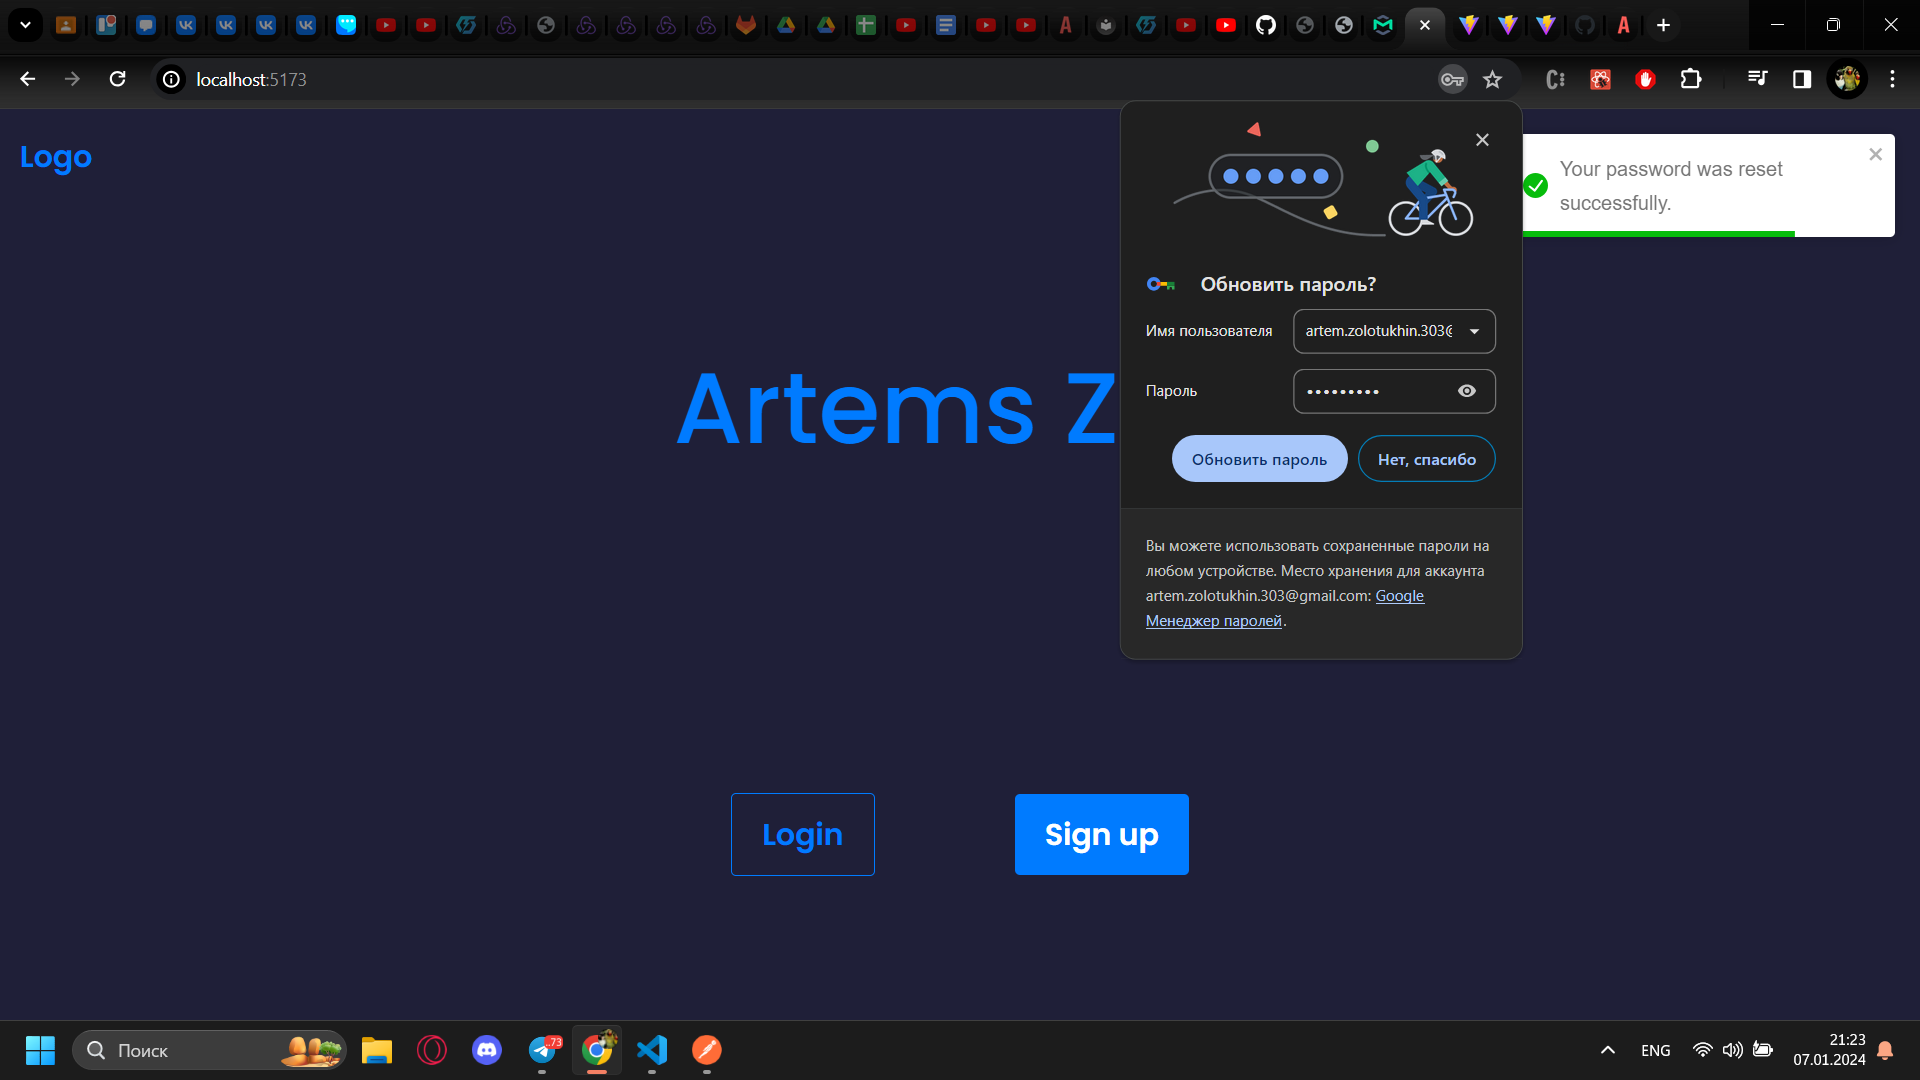 localhost:5173
Logo
Your password was reset
successfully.
Обновить пароль?
Имя пользователя
artem.zolotukhin.303@
Пароль
•••••••••
Обновить пароль
Нет, спасибо
Вы можете использовать сохраненные пароли на
любом устройстве. Место хранения для аккаунта
artem.zolotukhin.303@gmail.com: Google
Менеджер паролей.
Artems Z
Login
Sign up
Поиск
..73
ENG
21:23
07.01.2024